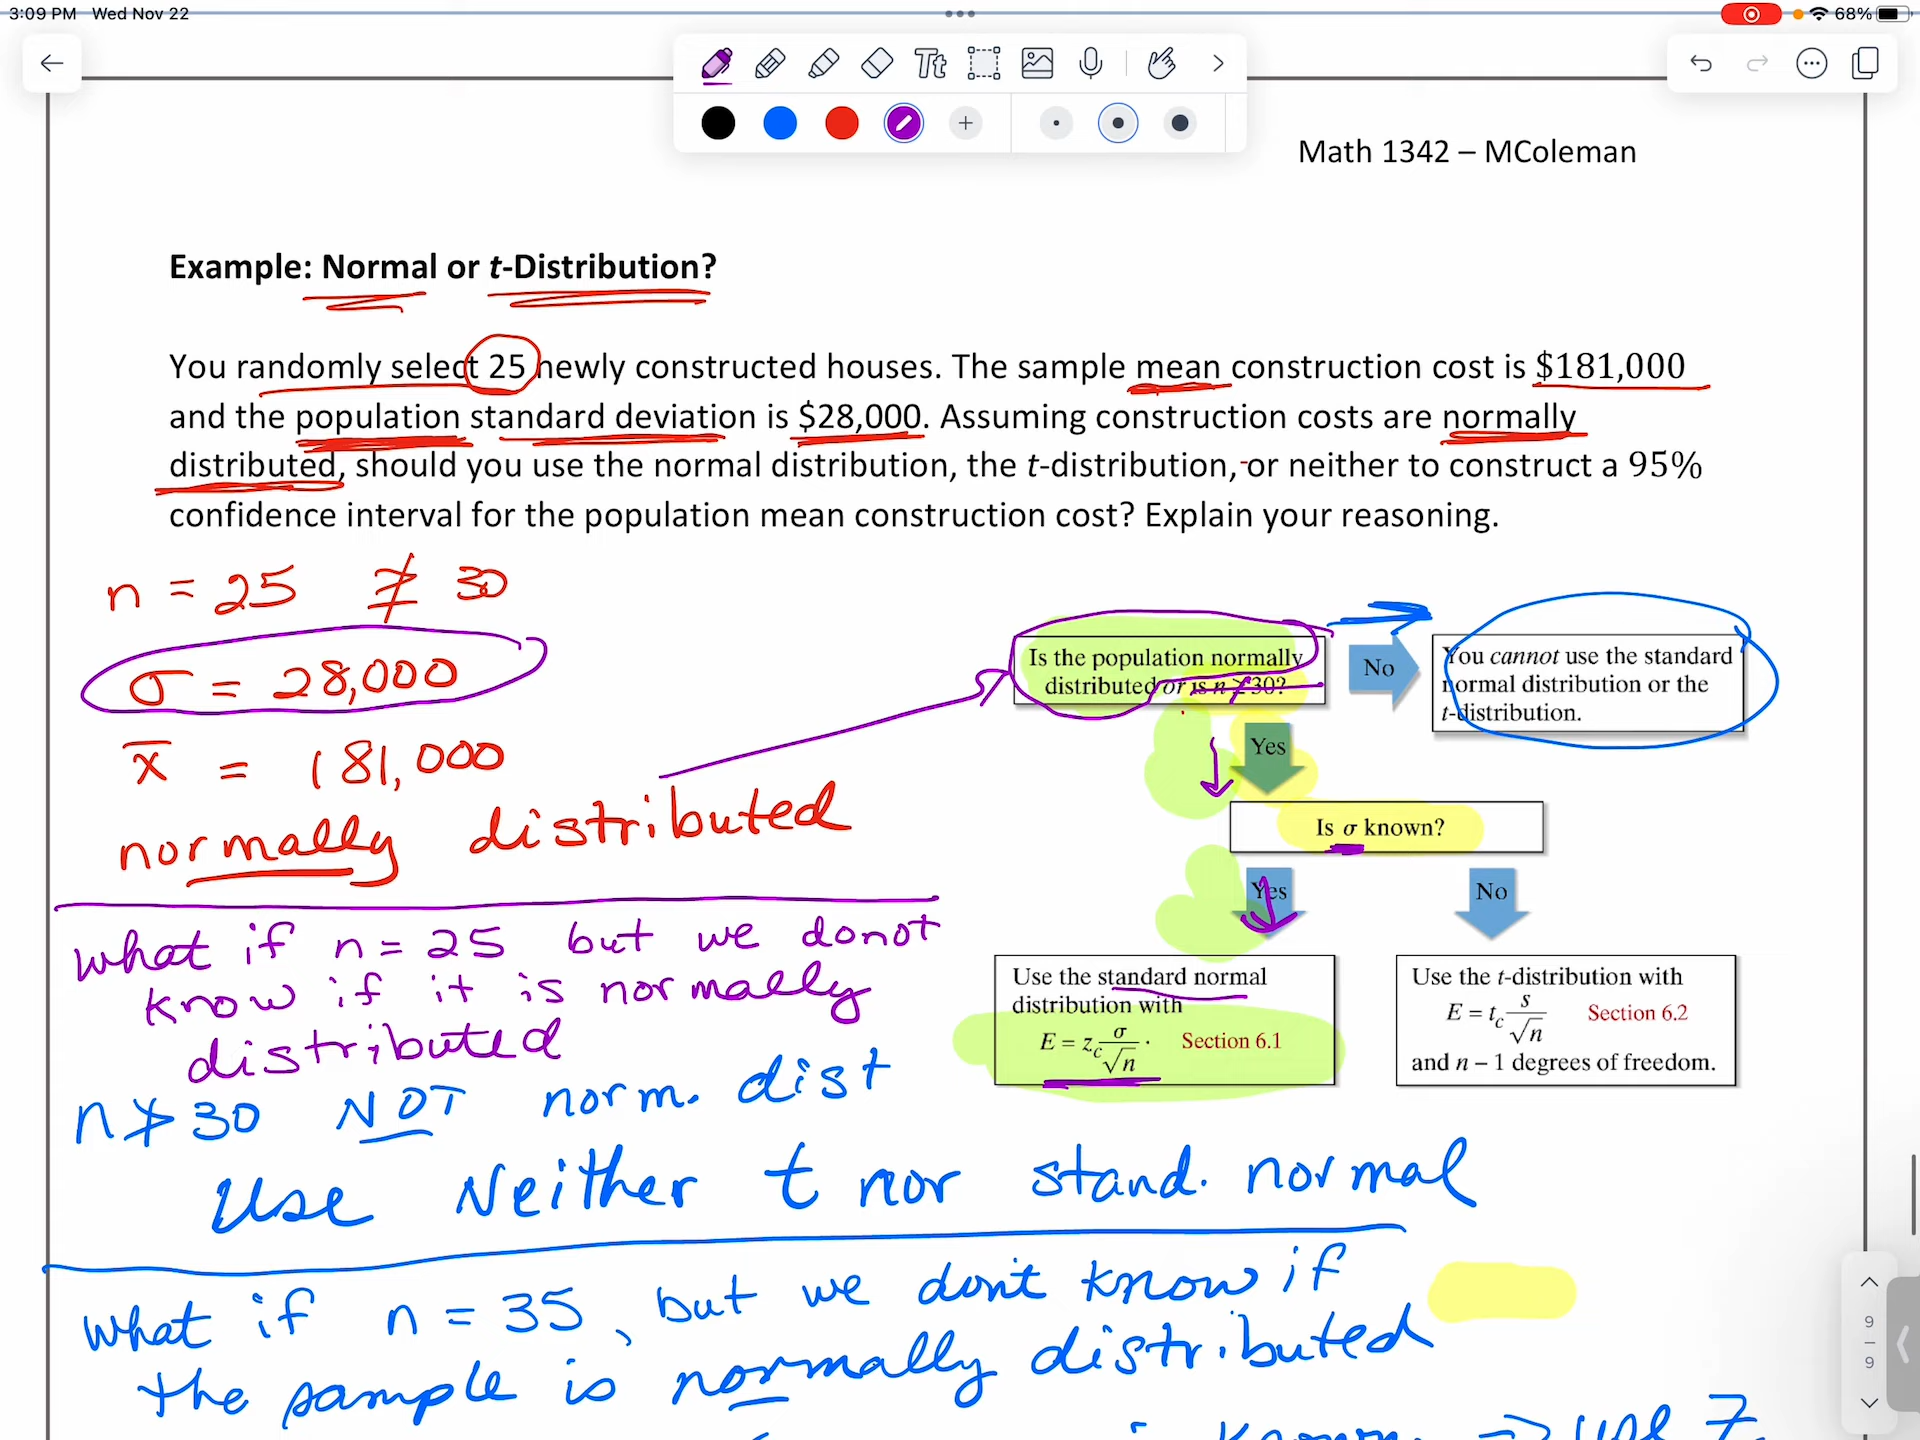 3:09 PM Wed Nov 22
68%
Tt
Math 1342 – MColeman
Example: Normal or t-Distribution?
You randomly select 25 newly constructed houses. The sample mean construction cost is $181,000
and the population standard deviation is $28,000. Assuming construction costs are normally
distributed, should you use the normal distribution, the t-distribution, or neither to construct a 95%
confidence interval for the population mean construction cost? Explain your reasoning.
n = 25 ≱ 30
σ = 28,000
x̅ = 181,000
normally distributed
Is the population normally
distributed or is n ≥ 30?
No
You cannot use the standard
normal distribution or the
t-distribution.
Yes
Is σ known?
Yes
No
Use the standard normal
distribution with
E = z_c σ/√n. Section 6.1
Use the t-distribution with
E = t_c s/√n Section 6.2
and n – 1 degrees of freedom.
what if n = 25 but we do not
know if it is normally
distributed
n ≯ 30 NOT norm. dist
Use Neither t nor stand. normal
what if n = 35, but we don't know if
the sample is normally distributed
9
9